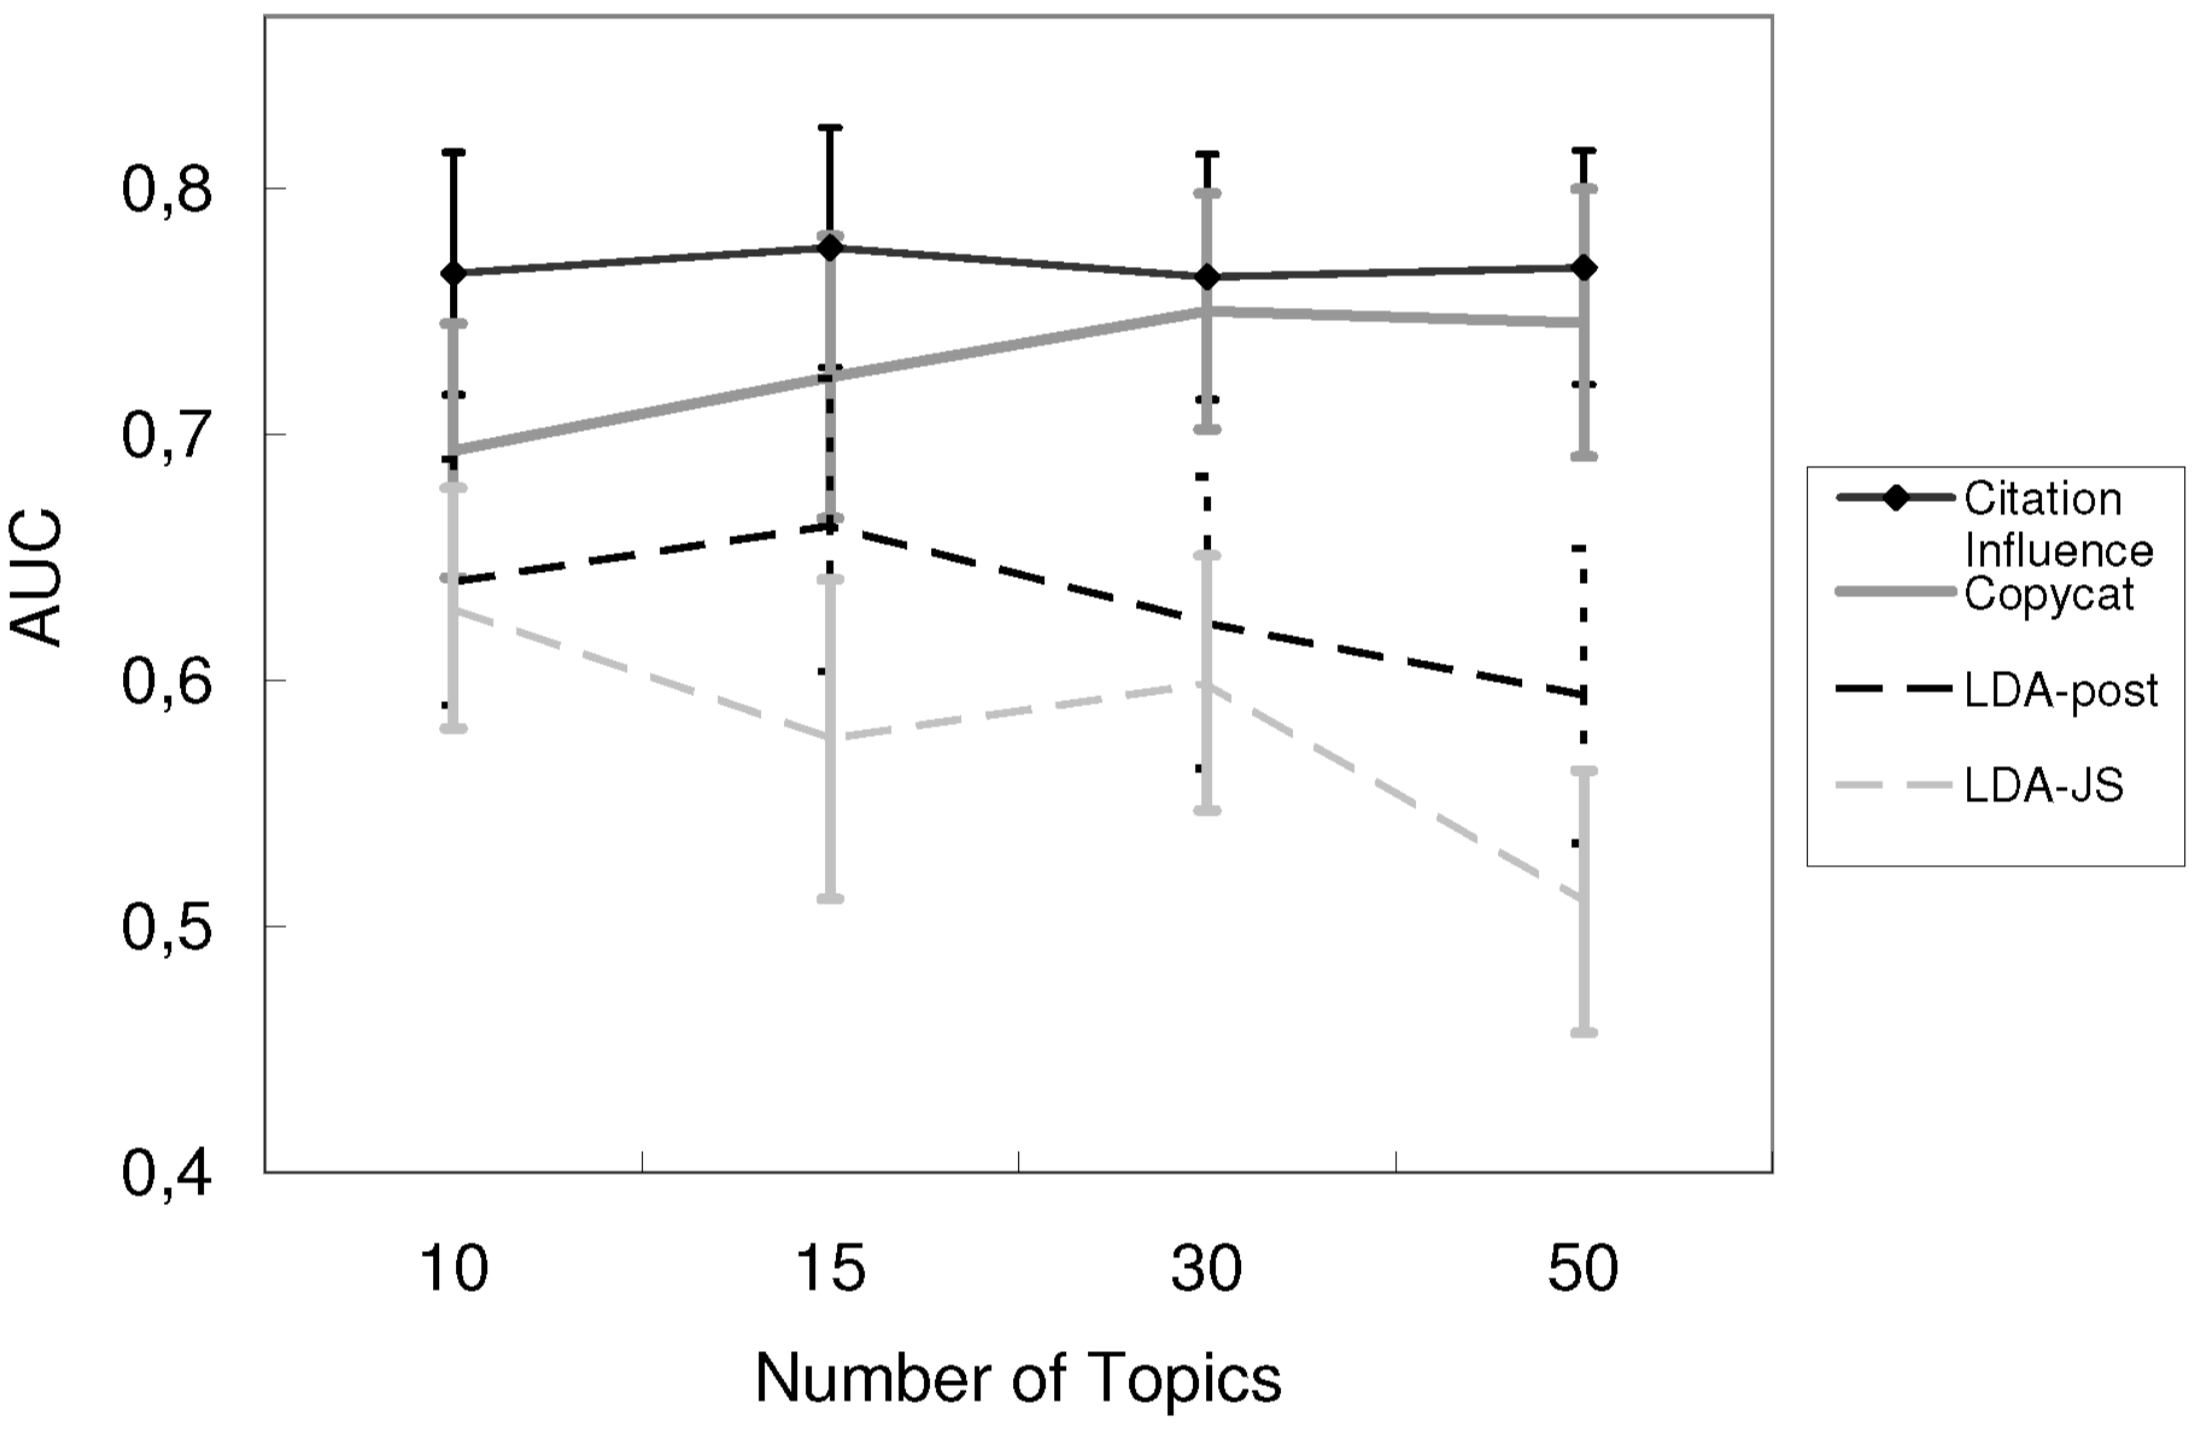 0,8
0,7
0,6
0,5
0,4
AUC
10 15 30 50
Number of Topics
Citation
Influence
Copycat
LDA-post
LDA-JS